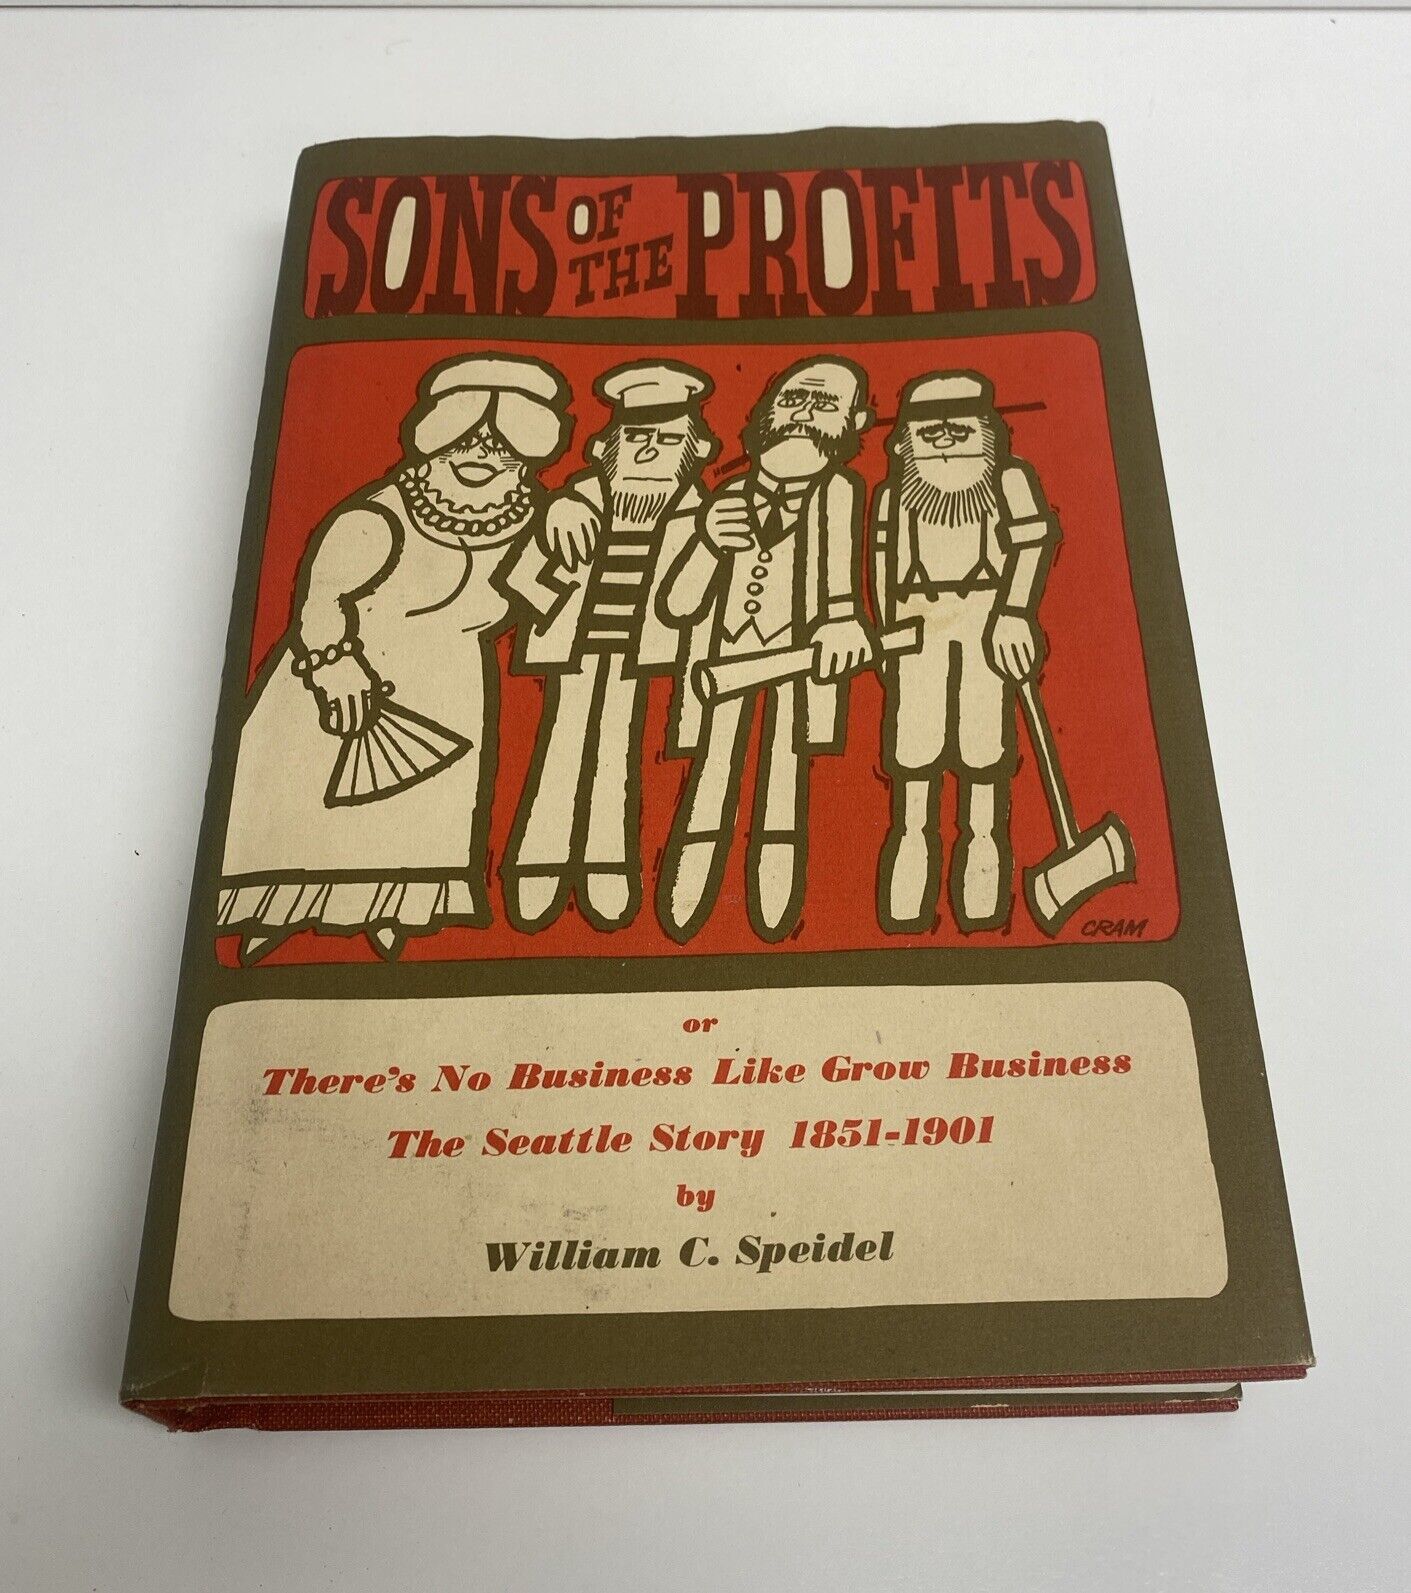 SONS OF THE PROFITS
CRAM
or
There's No Business Like Grow Business
The Seattle Story 1851-1901
by
William C. Speidel